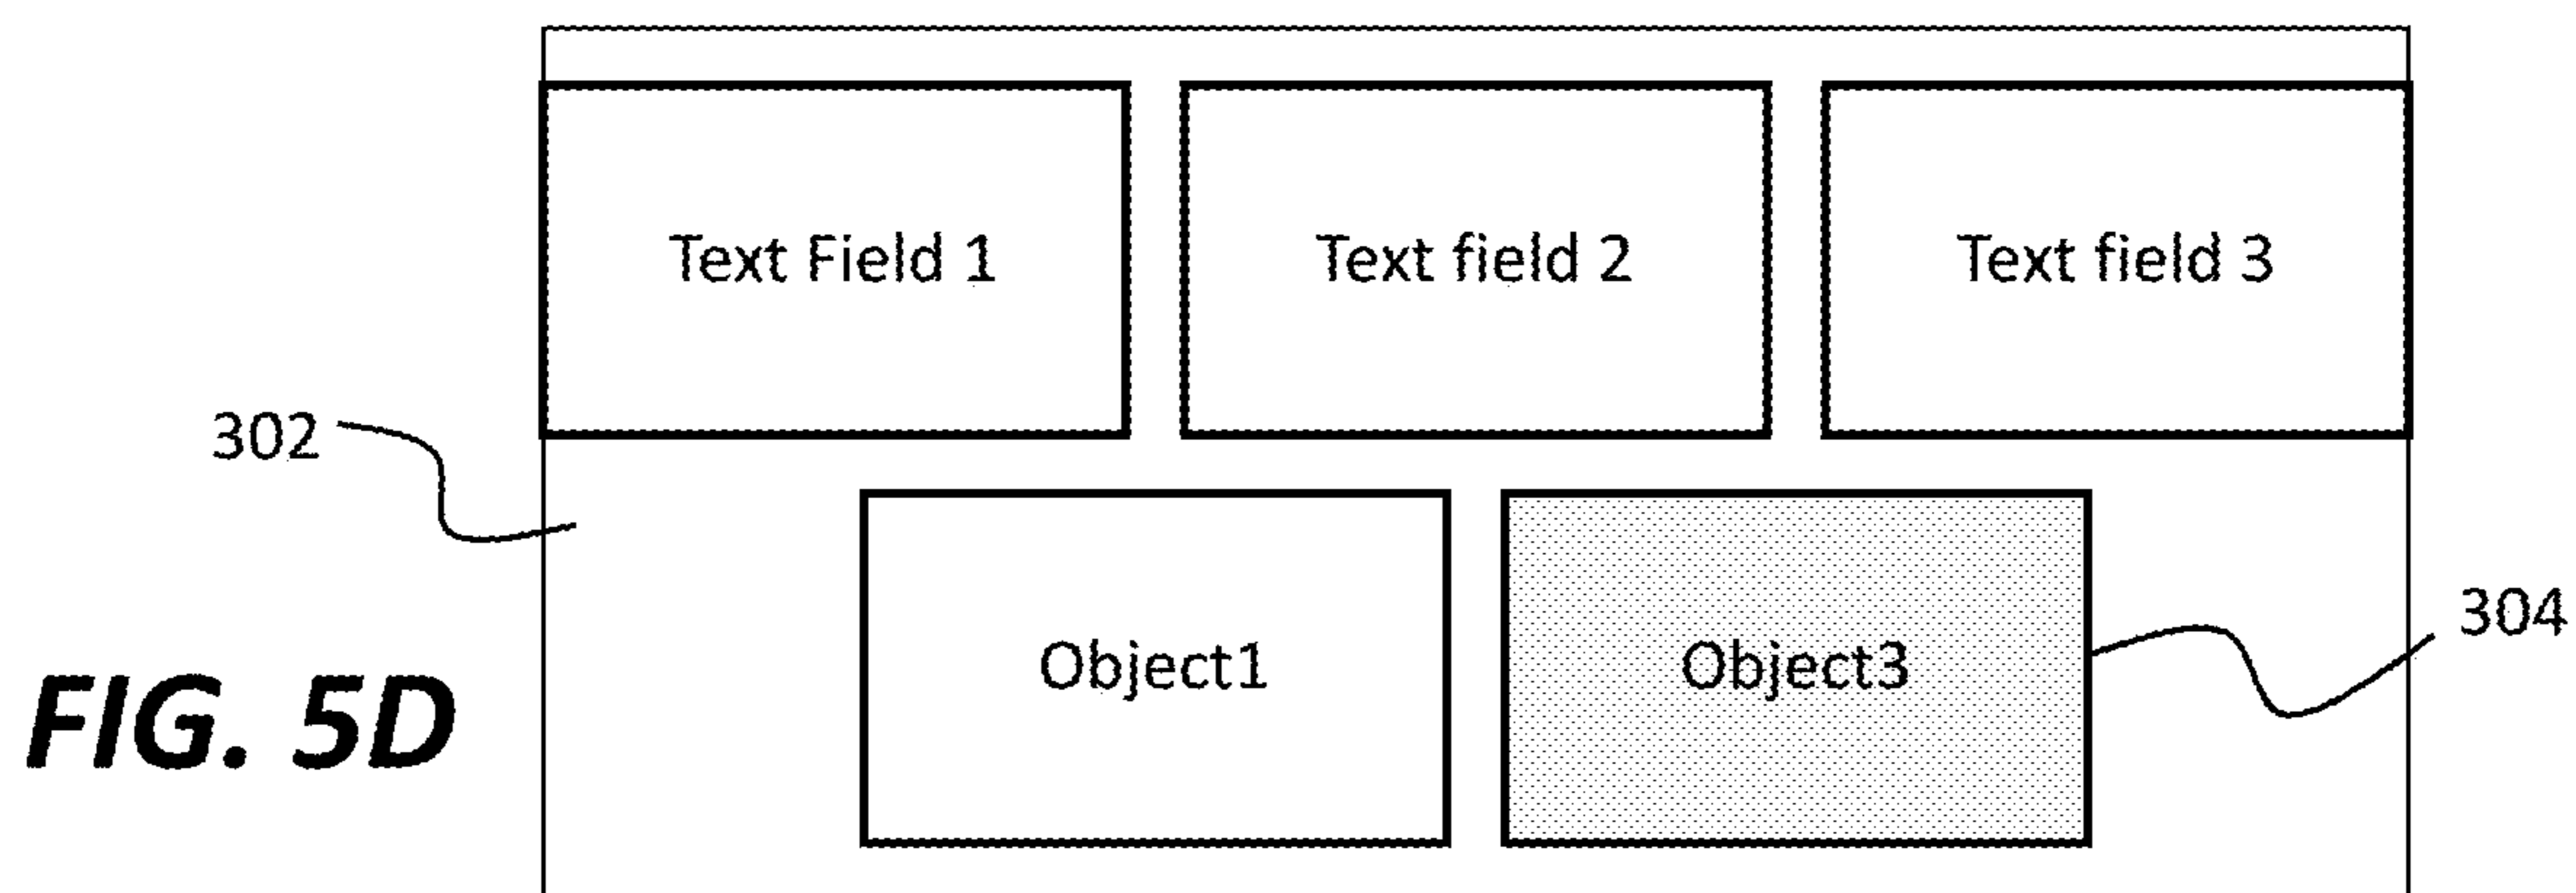 Text Field 1 Text field 2 Text field 3
302
304
Object1 Object3
FIG. 5D